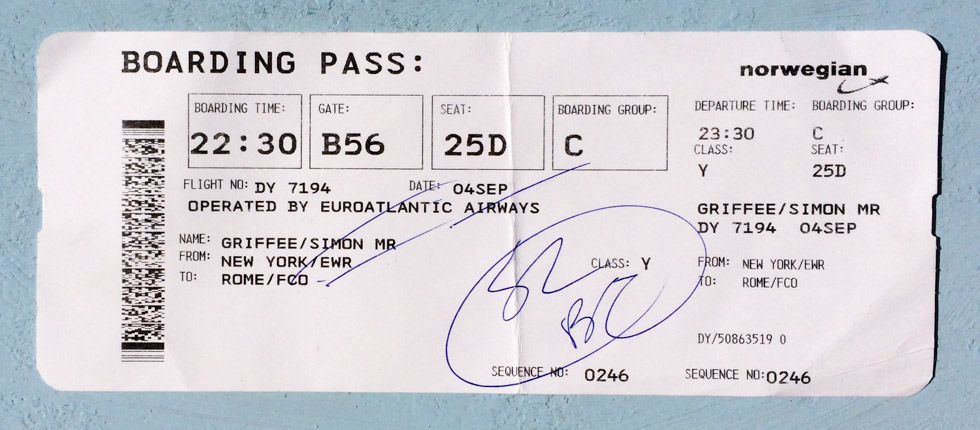 BOARDING PASS:
norwegian
BOARDING TIME: GATE: SEAT: BOARDING GROUP:
22:30 B56 25D C
FLIGHT NO: DY 7194 DATE: 04SEP
OPERATED BY EUROATLANTIC AIRWAYS
NAME: GRIFFEE/SIMON MR
FROM: NEW YORK/EWR
TO: ROME/FCO
CLASS: Y
SEQUENCE NO: 0246
DEPARTURE TIME: BOARDING GROUP:
23:30 C
CLASS: SEAT:
Y 25D
GRIFFEE/SIMON MR
DY 7194 04SEP
FROM: NEW YORK/EWR
TO: ROME/FCO
DY/50863519 0
SEQUENCE NO:0246